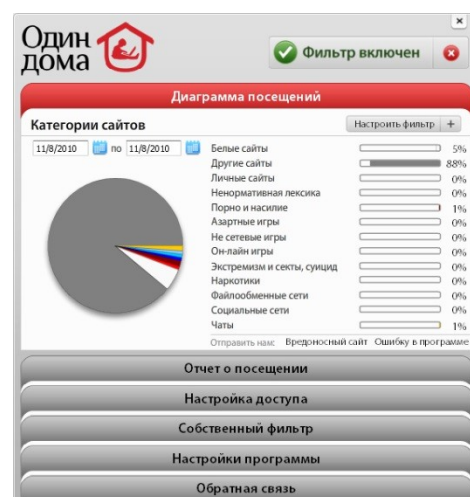 Один
дома
Фильтр включен
Диаграмма посещений
Категории сайтов
Настроить фильтр +
11/8/2010 по 11/8/2010
Белые сайты 5%
Другие сайты 88%
Личные сайты 0%
Ненормативная лексика 0%
Порно и насилие 1%
Азартные игры 0%
Не сетевые игры 0%
Он-лайн игры 0%
Экстремизм и секты, суицид 0%
Наркотики 0%
Файлообменные сети 0%
Социальные сети 0%
Чаты 1%
Отправить нам: Вредоносный сайт Ошибку в программе
Отчет о посещении
Настройка доступа
Собственный фильтр
Настройки программы
Обратная связь